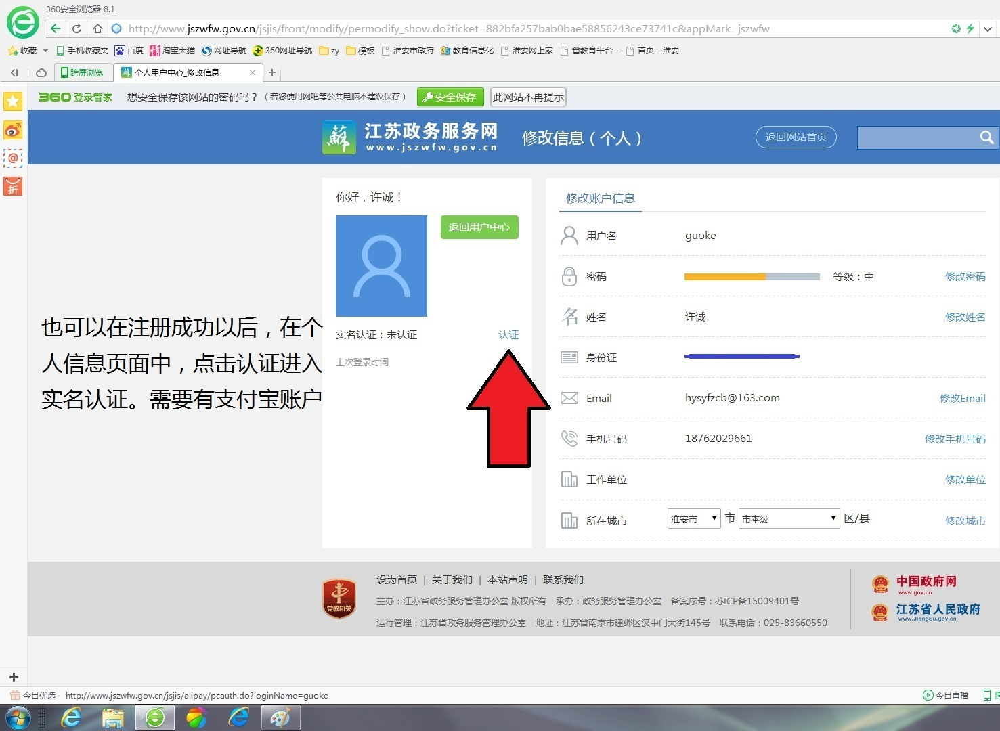 360安全浏览器 8.1
http://www.jszwfw.gov.cn/jsjis/front/modify/permodify_show.do?ticket=882bfa257bab0bae58856243ce73741c&appMark=jszwfw
收藏 手机收藏夹 百度 淘宝天猫 网址导航 360网址导航 zy 模板 淮安市政府 教育信息化 淮安网上家 省教育平台 - 首页 - 淮安
跨屏浏览 个人用户中心_修改信息
360 登录管家 想安全保存该网站的密码吗？（若您使用网吧等公共电脑不建议保存） 安全保存 此网站不再提示
@
折
蘇 江苏政务服务网 修改信息（个人） 返回网站首页
www.jszwfw.gov.cn
也可以在注册成功以后，在个
人信息页面中，点击认证进入
实名认证。需要有支付宝账户
你好，许诚！
返回用户中心
实名认证：未认证 认证
上次登录时间
修改账户信息
用户名 guoke
密码 等级：中 修改密码
名 姓名 许诚 修改姓名
身份证
Email hysyfzcb@163.com 修改Email
手机号码 18762029661 修改手机号码
工作单位 修改单位
所在城市 淮安市 市 市本级 区/县 修改城市
党政机关
设为首页 | 关于我们 | 本站声明 | 联系我们
主办：江苏省政务服务管理办公室 版权所有 承办：政务服务管理办公室 备案序号：苏ICP备15009401号
运行管理：江苏省政务服务管理办公室 地址：江苏省南京市建邺区汉中门大街145号 联系电话：025-83660550
中国政府网
www.gov.cn
江苏省人民政府
www.JiangSu.gov.cn
今日优选 http://www.jszwfw.gov.cn/jsjis/alipay/pcauth.do?loginName=guoke 今日直播 跨